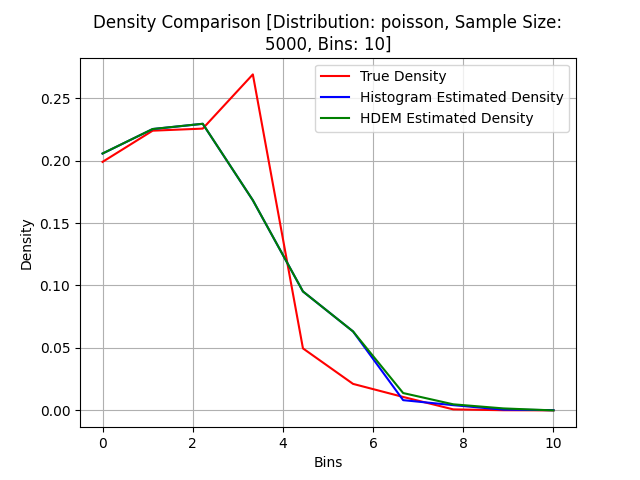 Density Comparison [Distribution: poisson, Sample Size:
5000, Bins: 10]
True Density
Histogram Estimated Density
HDEM Estimated Density
Density
0.25
0.20
0.15
0.10
0.05
0.00
0 2 4 6 8 10
Bins